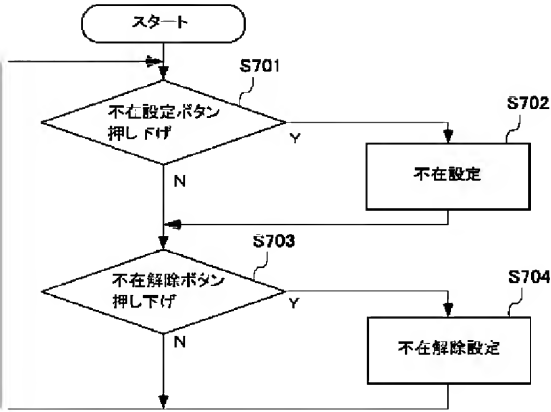 スタート
S701
不在設定ボタン
押し下げ
Y
N
S702
不在設定
S703
不在解除ボタン
押し下げ
Y
N
S704
不在解除設定